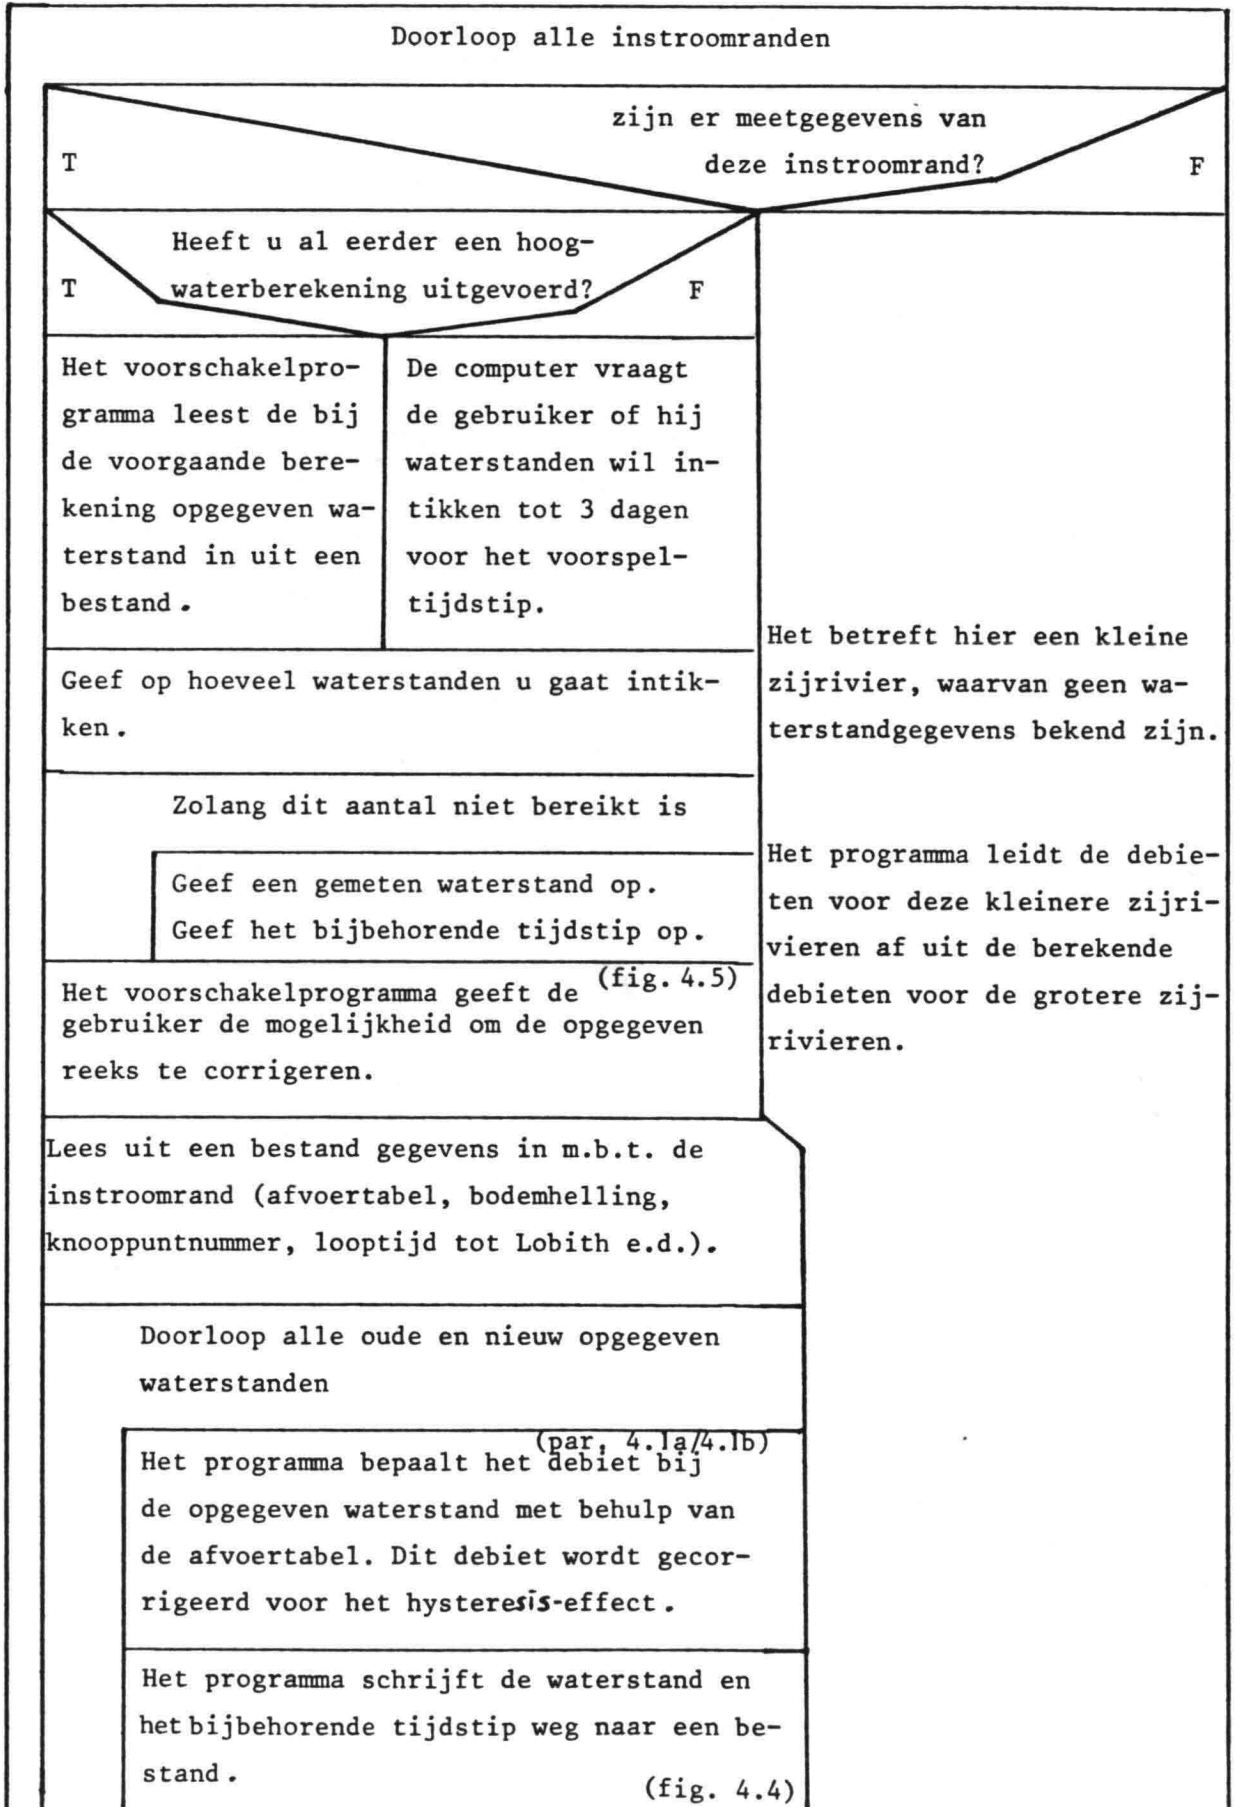 Doorloop alle instroomranden
zijn er meetgegevens van
deze instroomrand?
T
F
Heeft u al eerder een hoog-
waterberekening uitgevoerd?
T
F
Het voorschakelpro-
gramma leest de bij
de voorgaande bere-
kening opgegeven wa-
terstand in uit een
bestand.
De computer vraagt
de gebruiker of hij
waterstanden wil in-
tikken tot 3 dagen
voor het voorspel-
tijdstip.
Geef op hoeveel waterstanden u gaat intik-
ken.
Zolang dit aantal niet bereikt is
Geef een gemeten waterstand op.
Geef het bijbehorende tijdstip op.
(fig. 4.5)
Het voorschakelprogramma geeft de
gebruiker de mogelijkheid om de opgegeven
reeks te corrigeren.
Het betreft hier een kleine
zijrivier, waarvan geen wa-
terstandgegevens bekend zijn.
Het programma leidt de debie-
ten voor deze kleinere zijri-
vieren af uit de berekende
debieten voor de grotere zij-
rivieren.
Lees uit een bestand gegevens in m.b.t. de
instroomrand (afvoertabel, bodemhelling,
knooppuntnummer, looptijd tot Lobith e.d.).
Doorloop alle oude en nieuw opgegeven
waterstanden
(par. 4.1a/4.1b)
Het programma bepaalt het debiet bij
de opgegeven waterstand met behulp van
de afvoertabel. Dit debiet wordt gecor-
rigeerd voor het hysteresis-effect.
Het programma schrijft de waterstand en
het bijbehorende tijdstip weg naar een be-
stand.
(fig. 4.4)